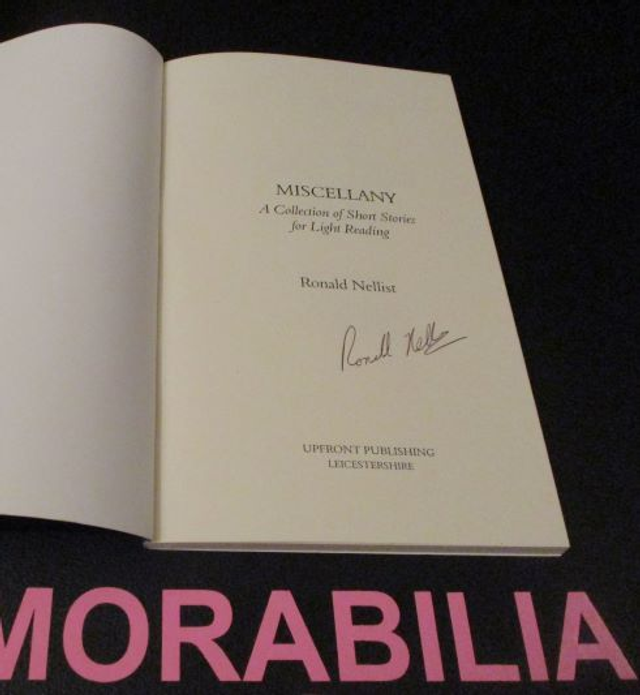 MISCELLANY
A Collection of Short Stories
for Light Reading
Ronald Nellist
Ronald Nellist
UPFRONT PUBLISHING
LEICESTERSHIRE
MORABILIA